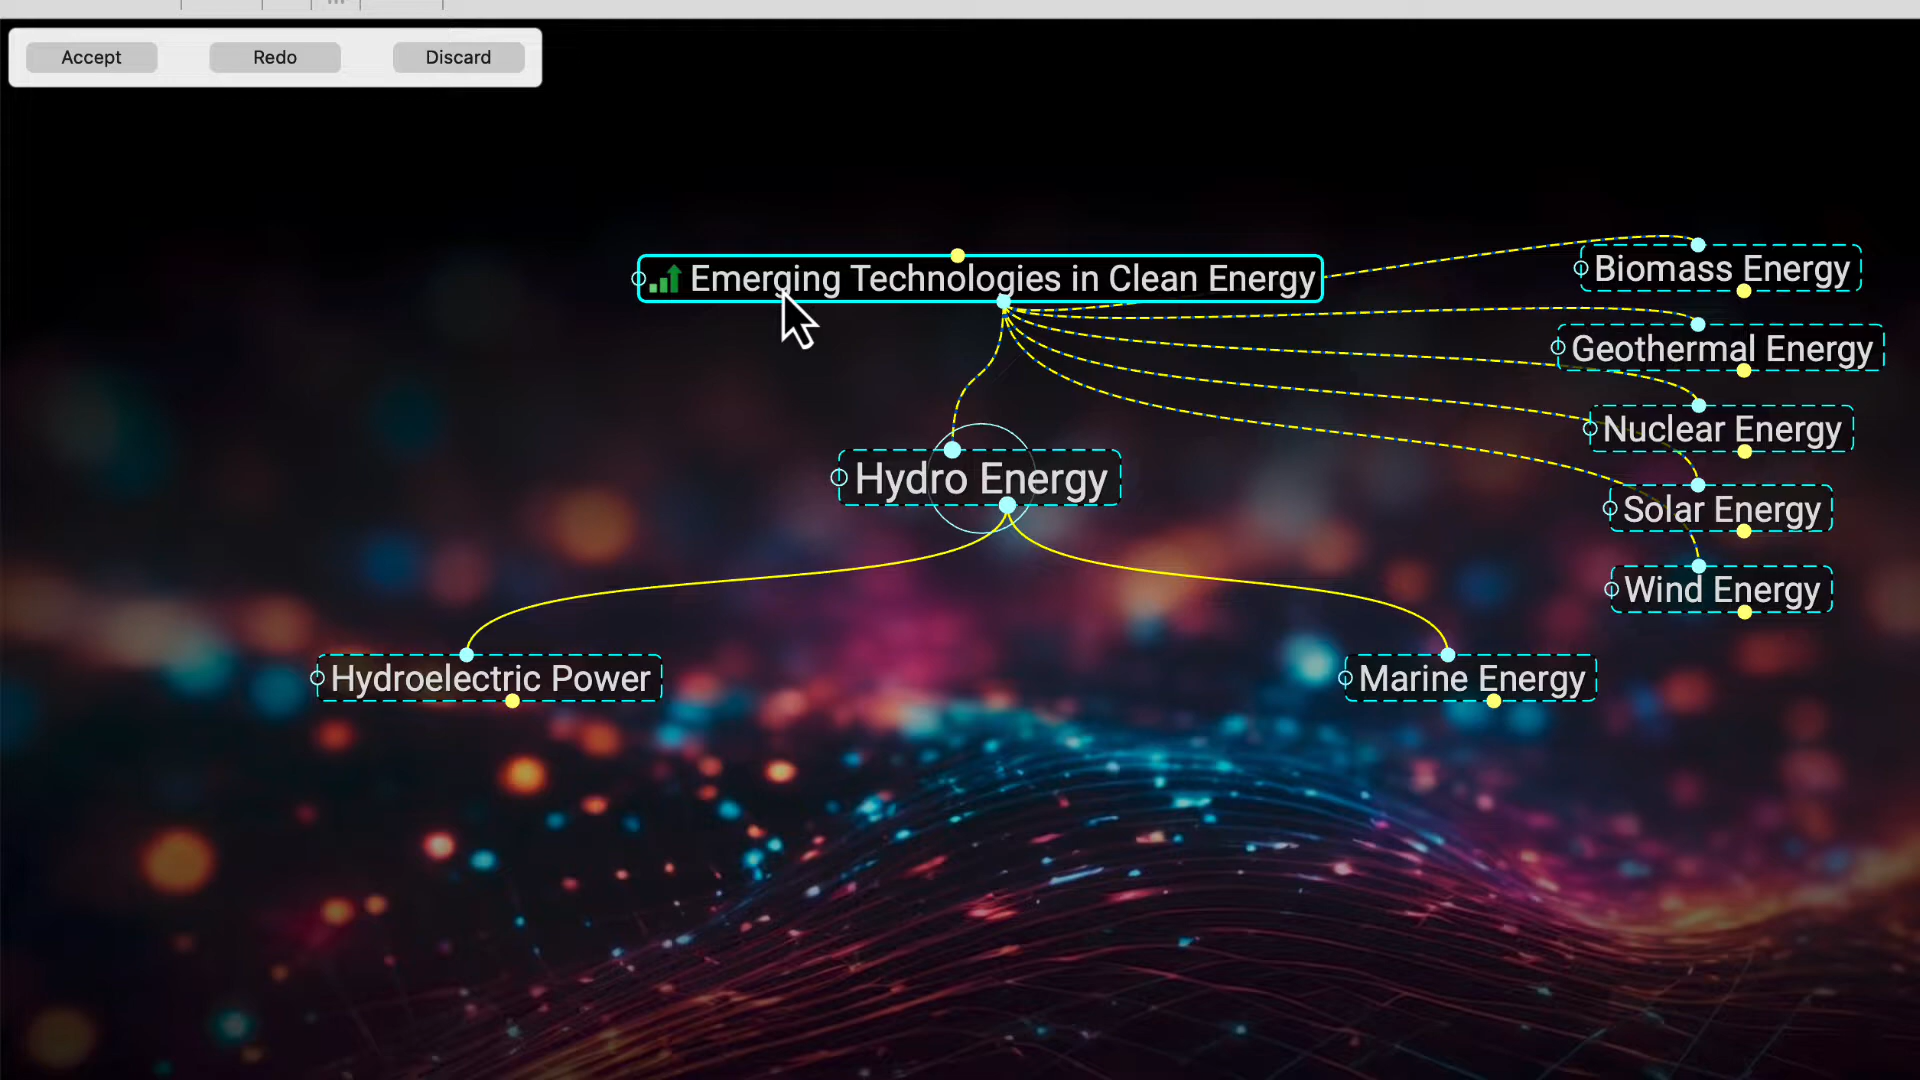 Accept
Redo
Discard
Emerging Technologies in Clean Energy
Biomass Energy
Geothermal Energy
Nuclear Energy
Hydro Energy
Solar Energy
Wind Energy
Hydroelectric Power
Marine Energy